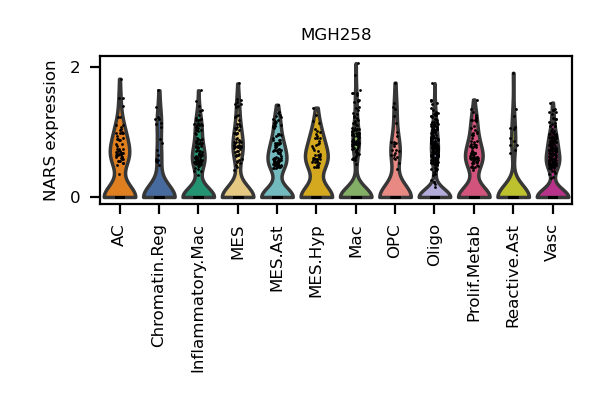 MGH258
NARS expression
2
0
AC
Chromatin.Reg
Inflammatory.Mac
MES
MES.Ast
MES.Hyp
Mac
OPC
Oligo
Prolif.Metab
Reactive.Ast
Vasc